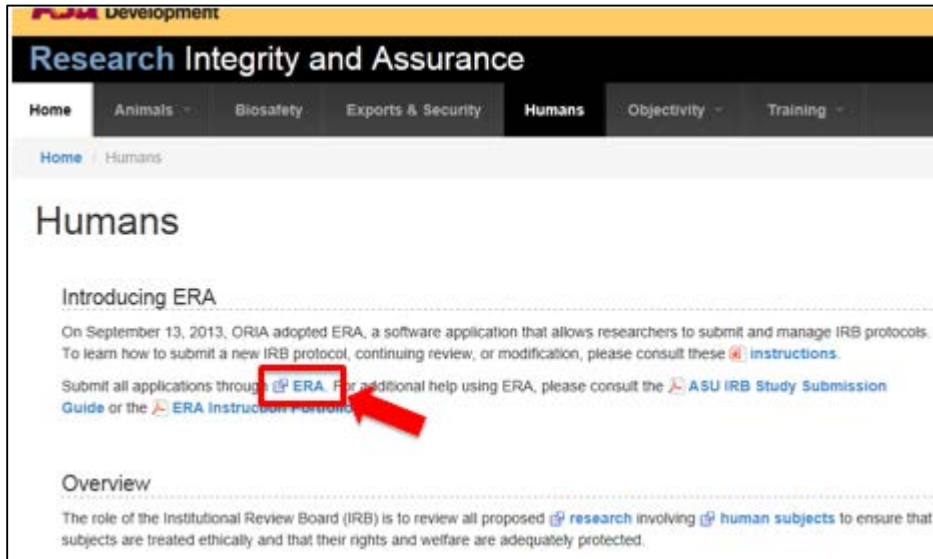 ASU Development
Research Integrity and Assurance
Home Animals Biosafety Exports & Security Humans Objectivity Training
Home / Humans
Humans
Introducing ERA
On September 13, 2013, ORIA adopted ERA, a software application that allows researchers to submit and manage IRB protocols.
To learn how to submit a new IRB protocol, continuing review, or modification, please consult these instructions.
Submit all applications through ERA. For additional help using ERA, please consult the ASU IRB Study Submission
Guide or the ERA Instruction Portfolio
Overview
The role of the Institutional Review Board (IRB) is to review all proposed research involving human subjects to ensure that
subjects are treated ethically and that their rights and welfare are adequately protected.